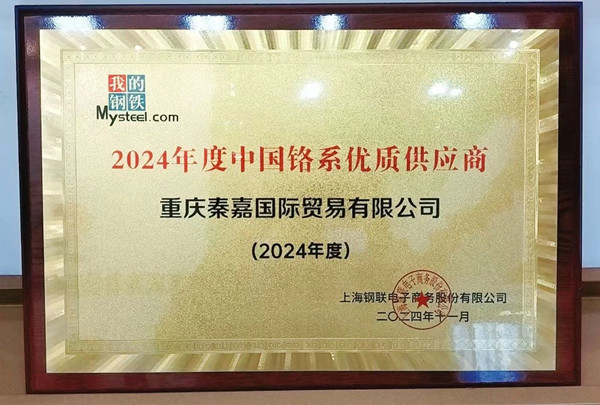 我的
钢铁
Mysteel.com
2024年度中国铬系优质供应商
重庆秦嘉国际贸易有限公司
（2024年度）
上海钢联电子商务股份有限公司
二〇二四年十一月